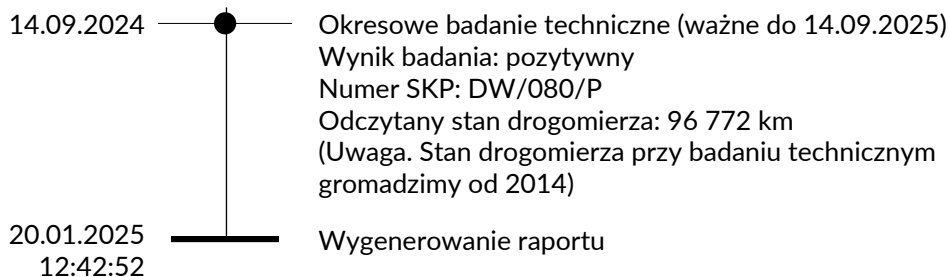 14.09.2024
Okresowe badanie techniczne (ważne do 14.09.2025)
Wynik badania: pozytywny
Numer SKP: DW/080/P
Odczytany stan drogomierza: 96 772 km
(Uwaga. Stan drogomierza przy badaniu technicznym
gromadzimy od 2014)
20.01.2025
12:42:52
Wygenerowanie raportu